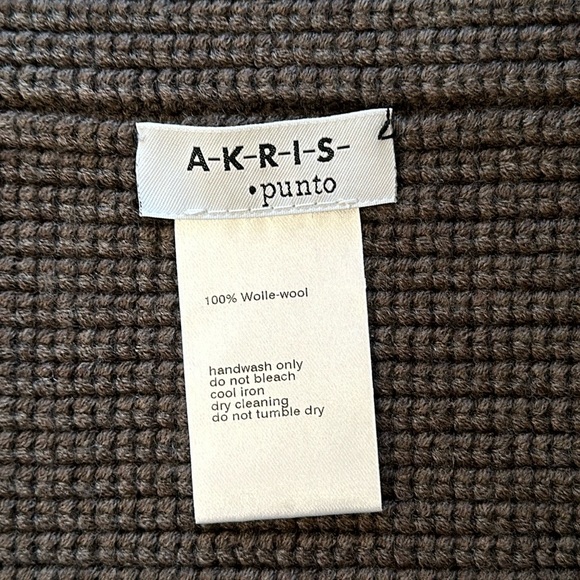 A-K-R-I-S-
•punto
100% Wolle-wool
handwash only
do not bleach
cool iron
dry cleaning
do not tumble dry